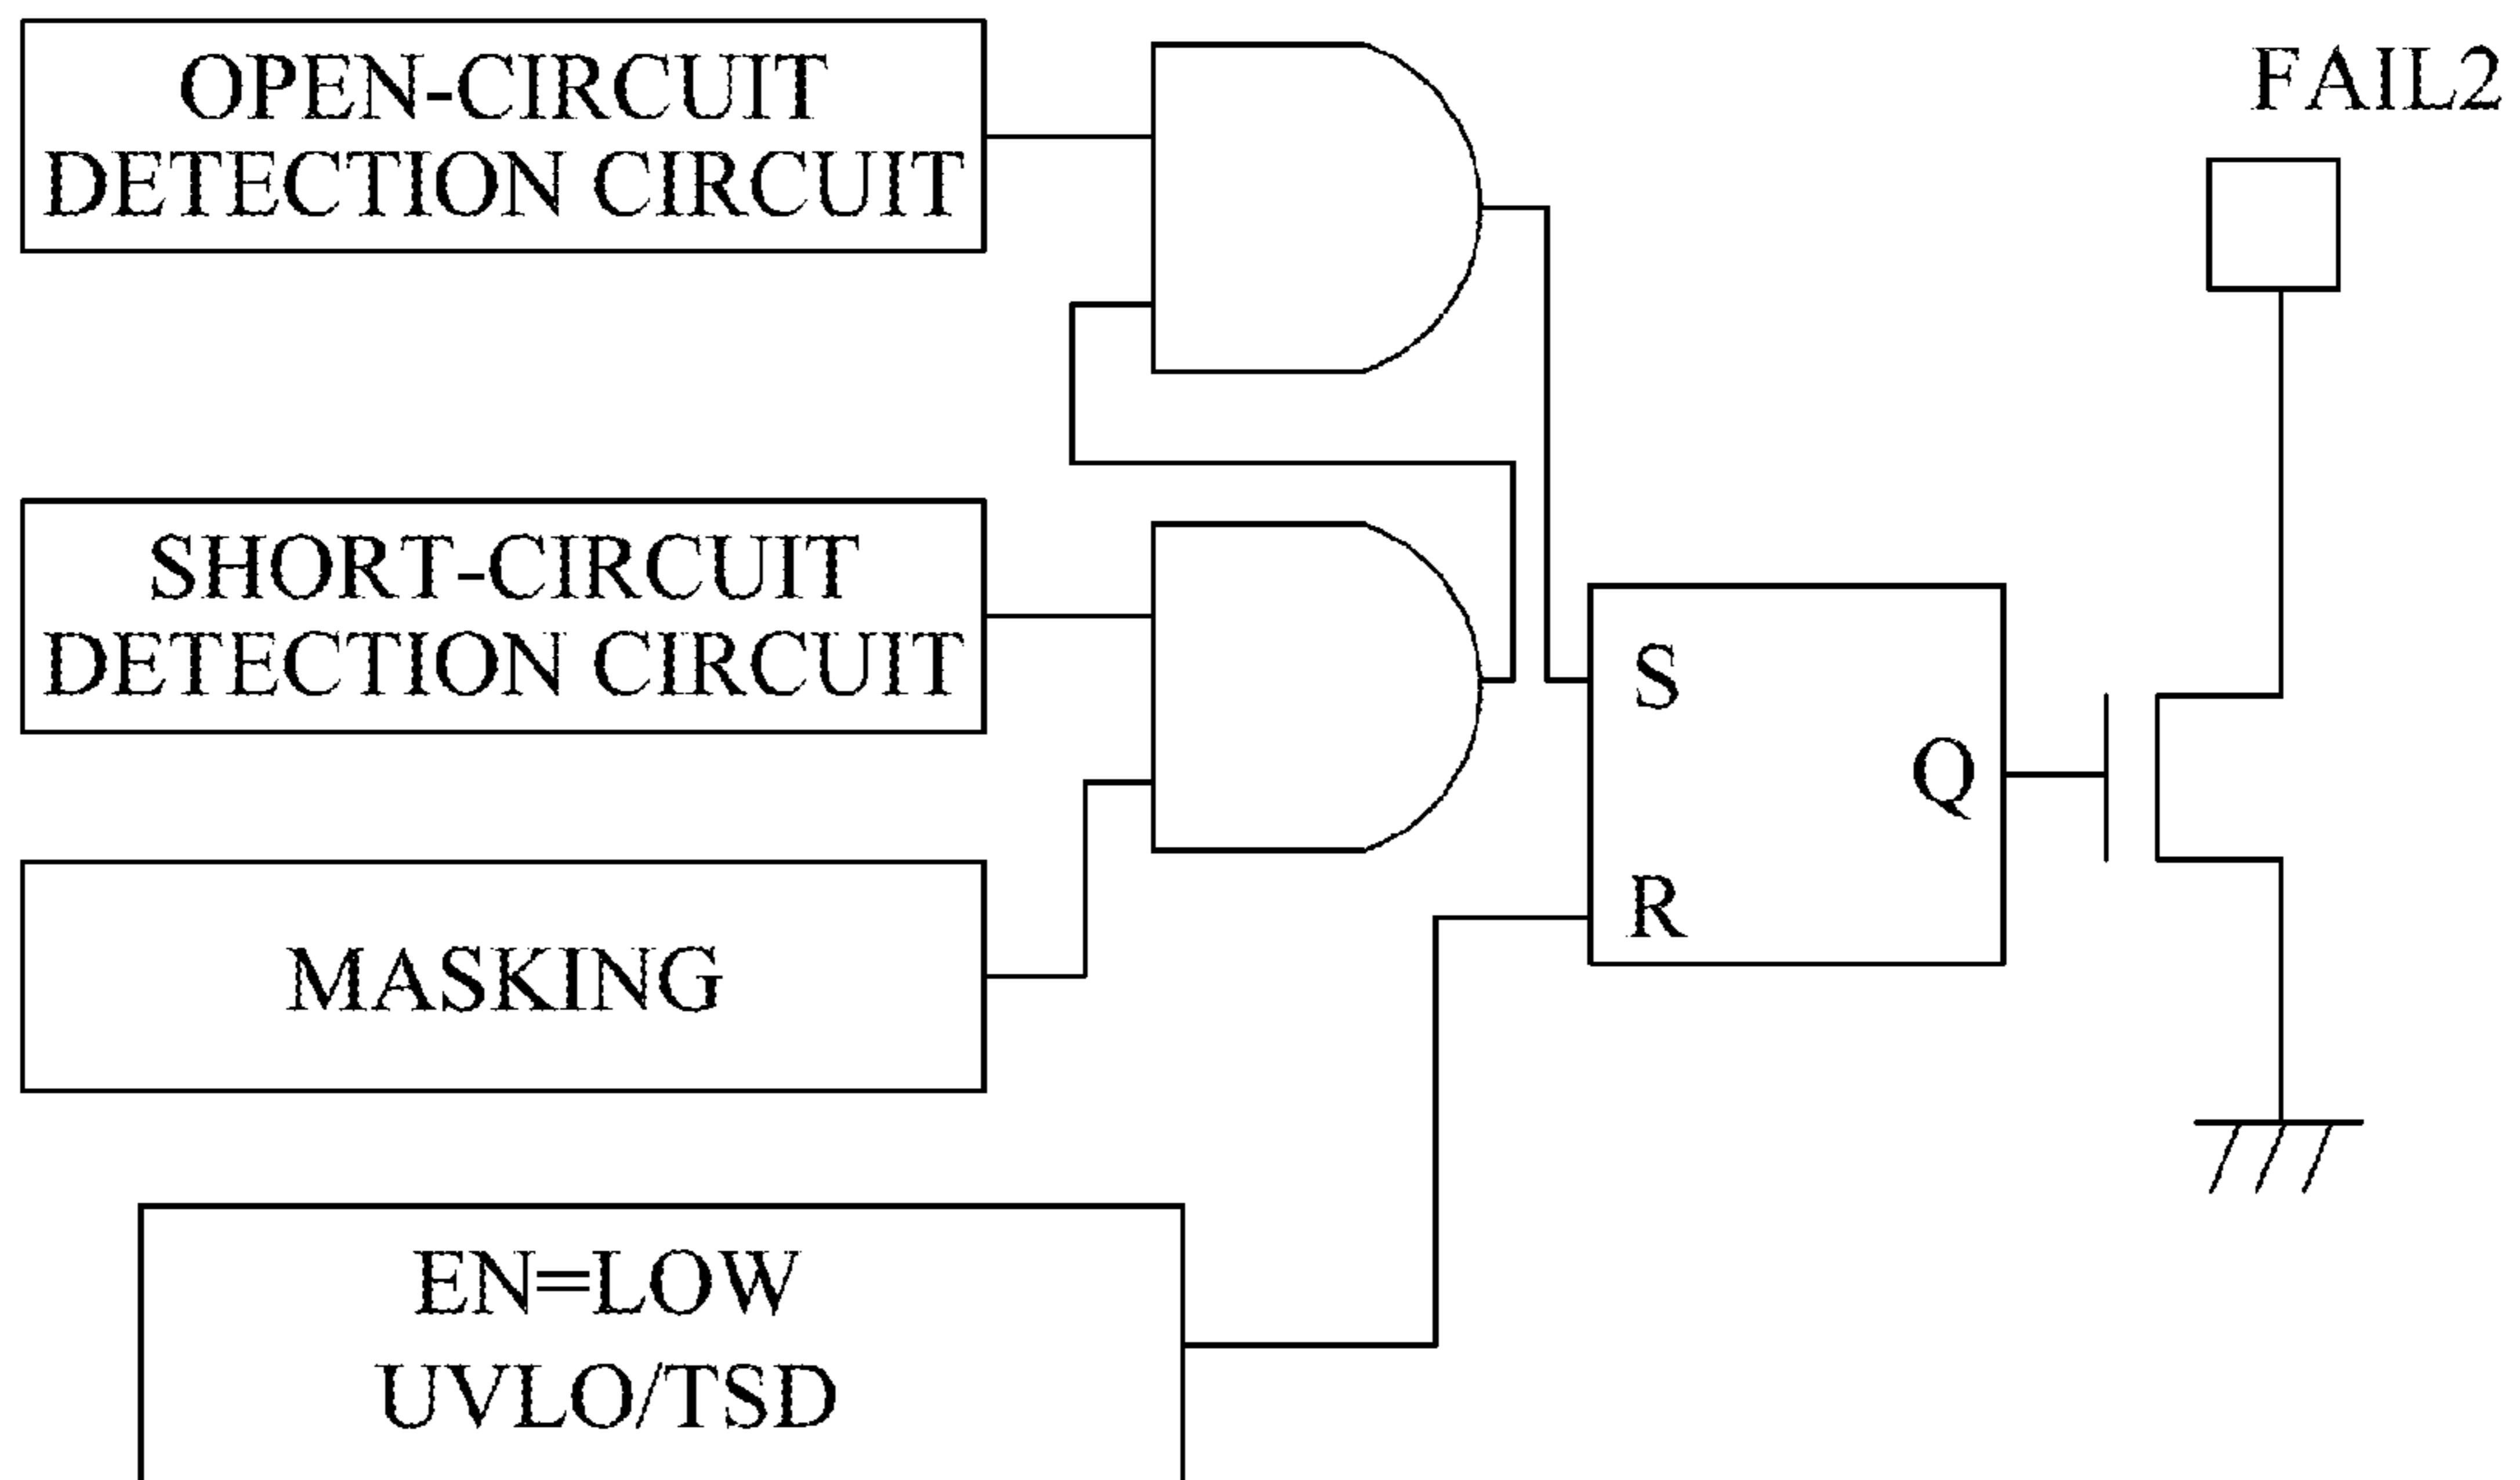 OPEN-CIRCUIT
DETECTION CIRCUIT
FAIL2
SHORT-CIRCUIT
DETECTION CIRCUIT
S
Q
R
MASKING
EN=LOW
UVLO/TSD